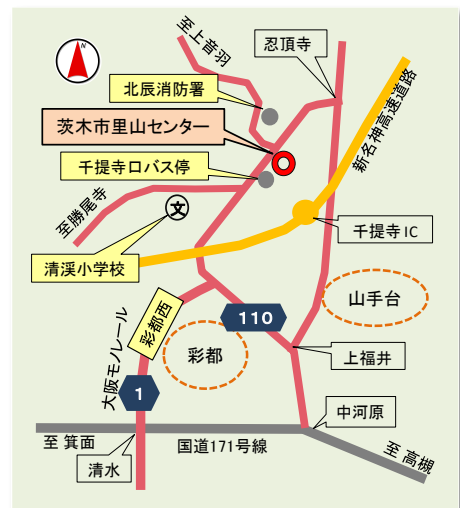 至上音羽
忍頂寺
N
北辰消防署
茨木市里山センター
千提寺口バス停
新名神高速道路
至勝尾寺
文
千提寺IC
清渓小学校
山手台
彩都西
110
大阪モノレール
彩都
上福井
1
中河原
至 箕面
国道171号線
至 高槻
清水